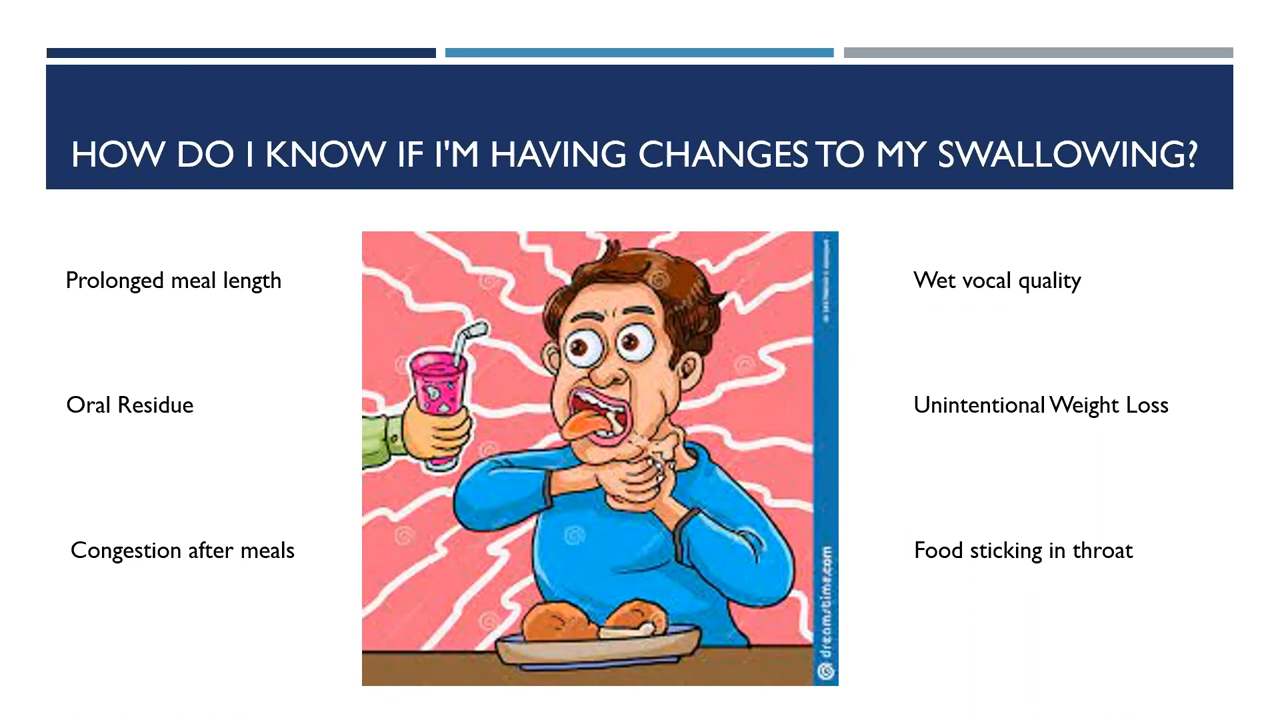 HOW DO I KNOW IF I'M HAVING CHANGES TO MY SWALLOWING?
Prolonged meal length
Oral Residue
Congestion after meals
Wet vocal quality
Unintentional Weight Loss
Food sticking in throat
dreamstime.com